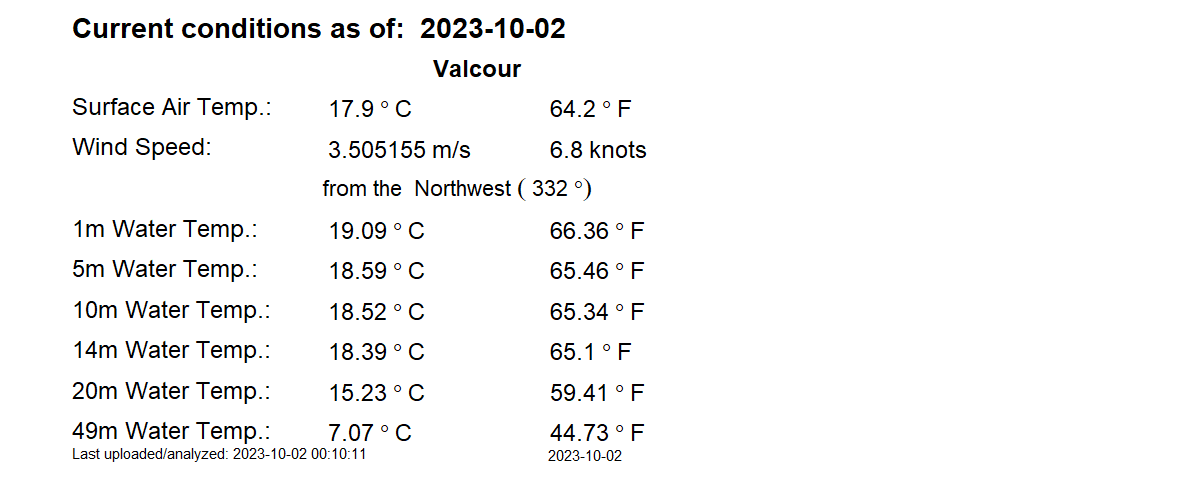 Current conditions as of:  2023-10-02
Valcour
Surface Air Temp.: 17.9 ° C 64.2 ° F
Wind Speed: 3.505155 m/s 6.8 knots
from the  Northwest ( 332 °)
1m Water Temp.: 19.09 ° C 66.36 ° F
5m Water Temp.: 18.59 ° C 65.46 ° F
10m Water Temp.: 18.52 ° C 65.34 ° F
14m Water Temp.: 18.39 ° C 65.1 ° F
20m Water Temp.: 15.23 ° C 59.41 ° F
49m Water Temp.: 7.07 ° C 44.73 ° F
Last uploaded/analyzed: 2023-10-02 00:10:11 2023-10-02